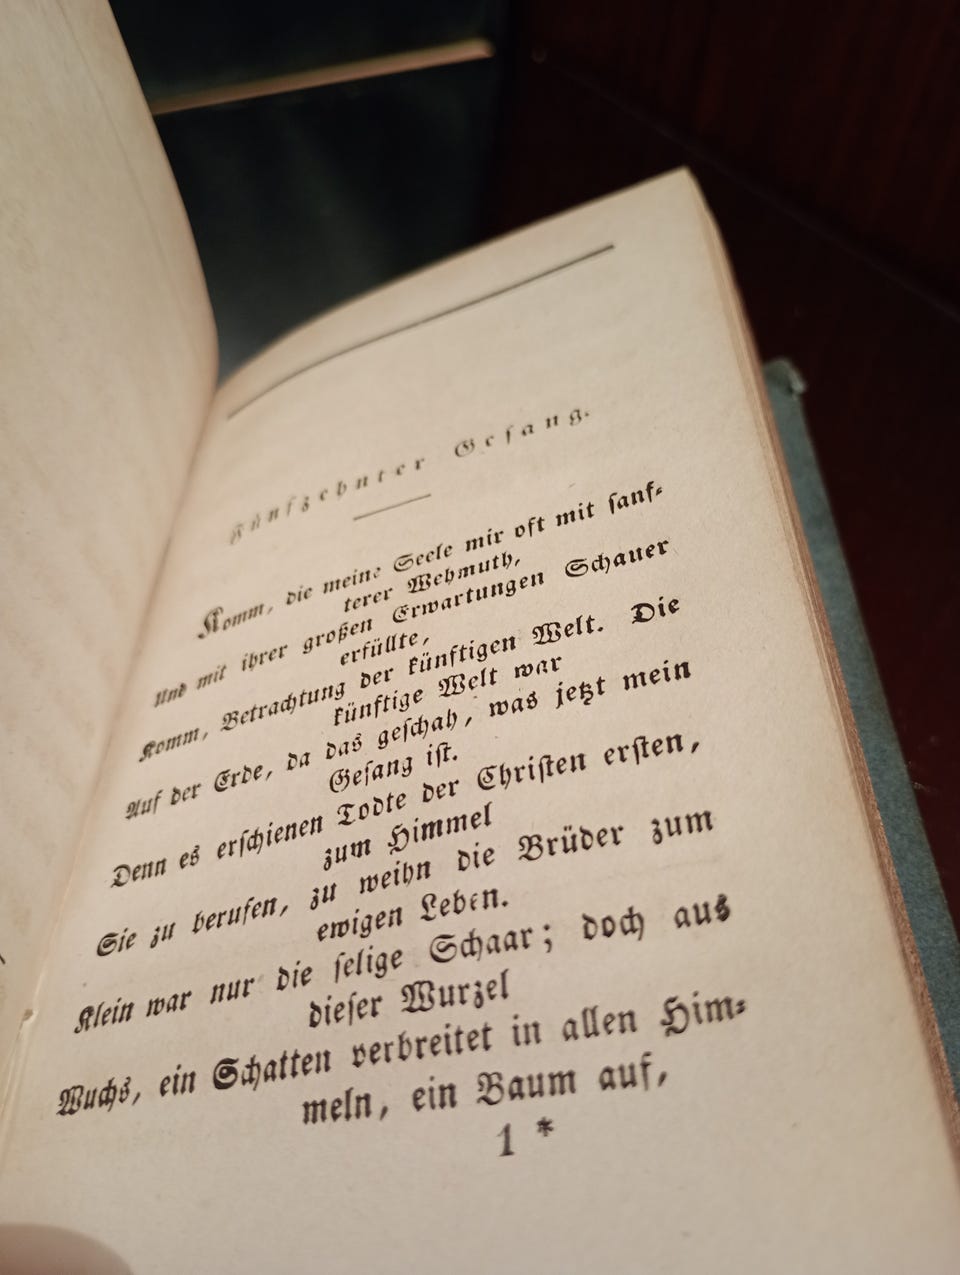 Fünfzehnter Gesang.
Komm, die meine Seele mir oft mit sanf-
terer Wehmuth,
Und mit ihrer großen Erwartungen Schauer
erfüllte,
Komm, Betrachtung der künftigen Welt. Die
künftige Welt war
Auf der Erde, da das geschah, was jetzt mein
Gesang ist.
Denn es erschienen Todte der Christen ersten,
zum Himmel
Sie zu berufen, zu weihn die Brüder zum
ewigen Leben.
Klein war nur die selige Schaar; doch aus
dieser Wurzel
Wuchs, ein Schatten verbreitet in allen Him-
meln, ein Baum auf,
1 *